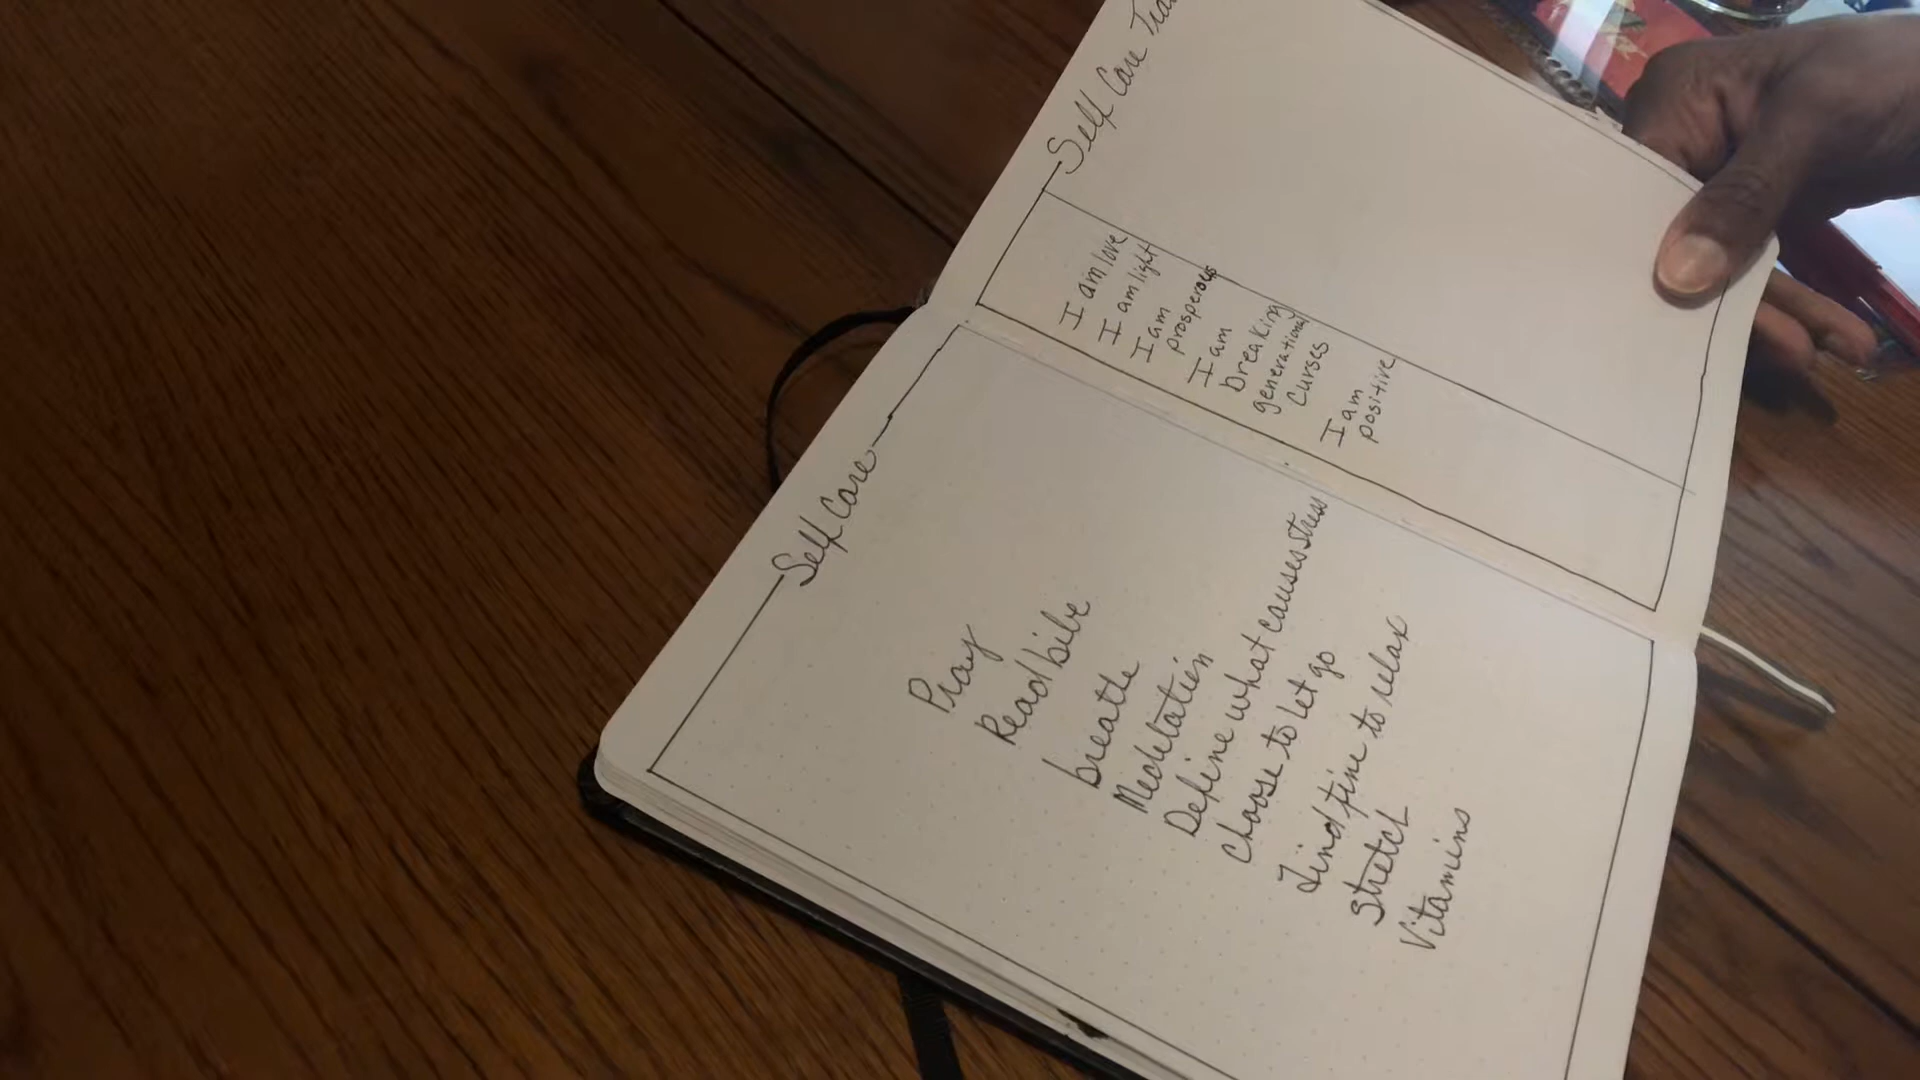 Self Care
Pray
Read bibe
breathe
Meditation
Define what causes stress
Choose to let go
Find time to relax
Stretch
Vitamins
Self Care
I am love
I am light
I am
prosperous
I am
breaking
generational
curses
I am
positive